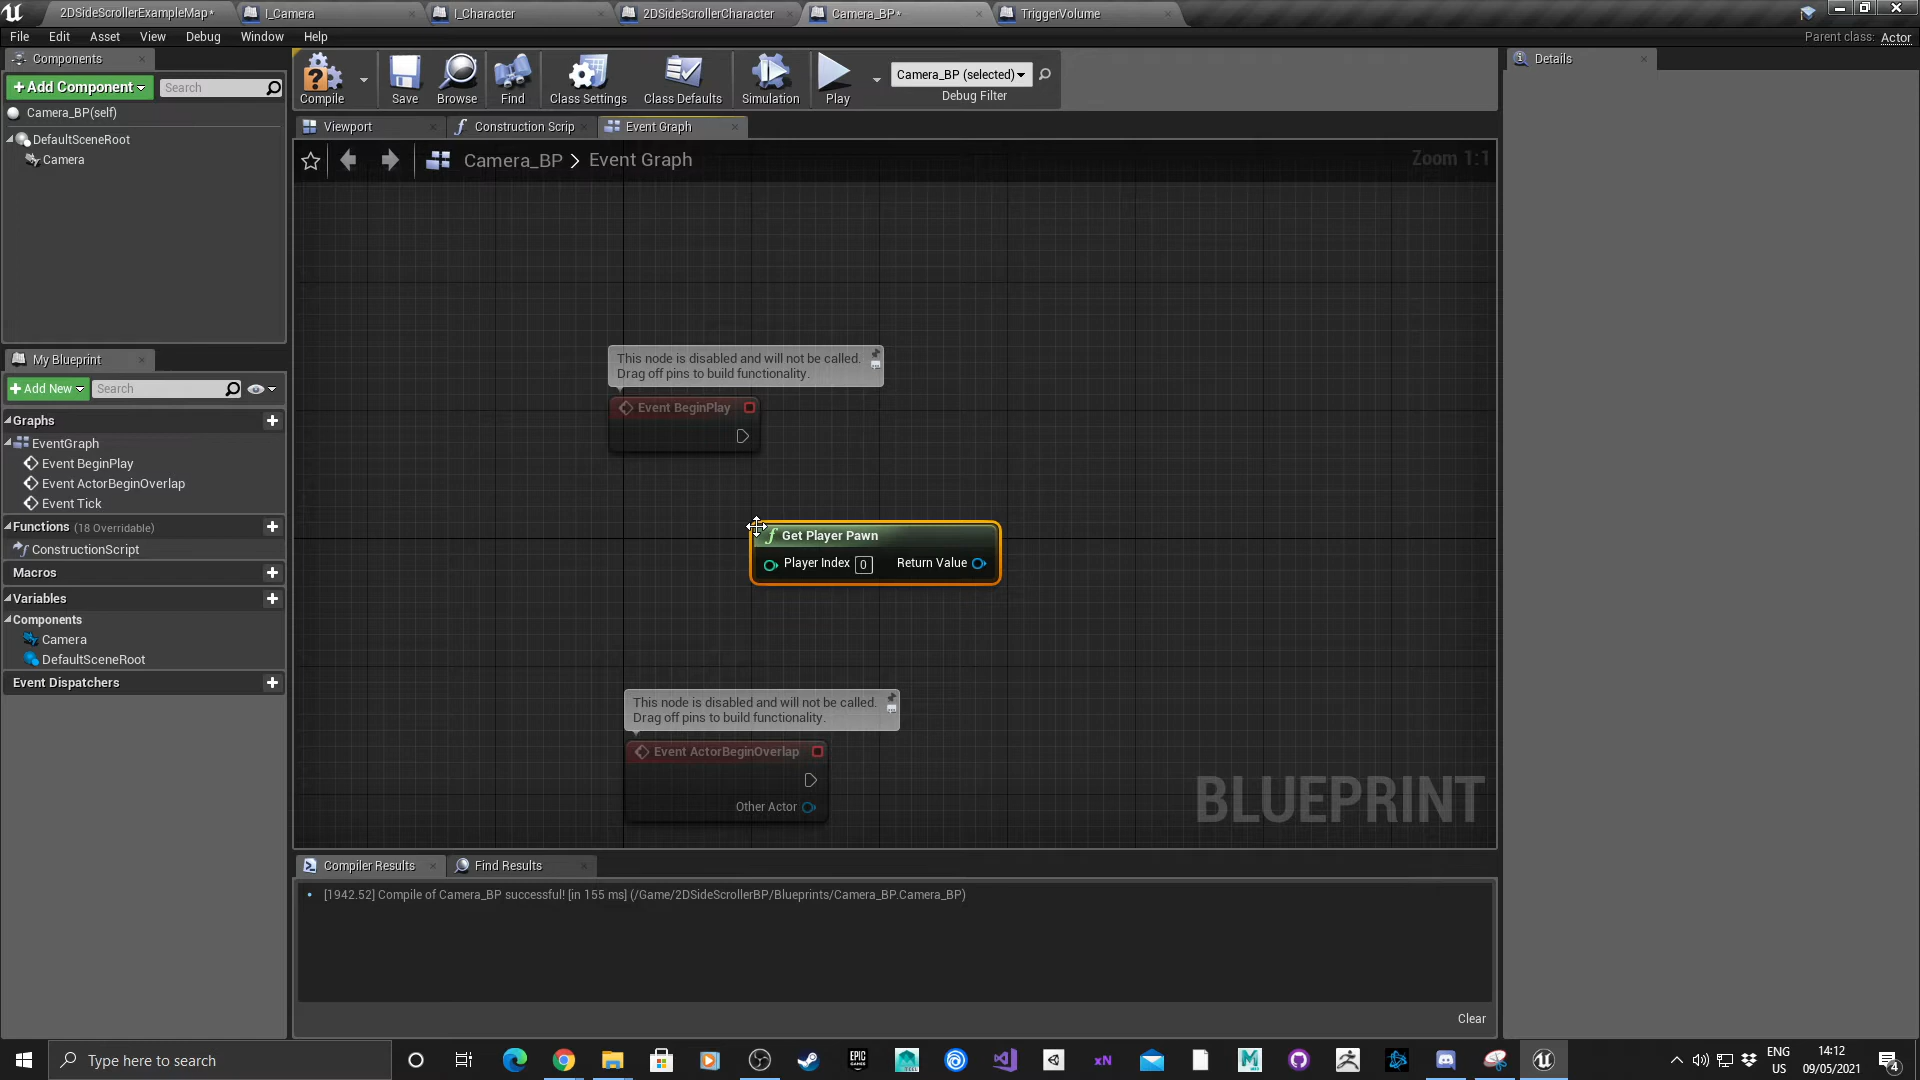 2DSideScrollerExampleMap*
I_Camera
I_Character
2DSideScrollerCharacter
Camera_BP*
TriggerVolume
File Edit Asset View Debug Window Help
Parent class: Actor
Components
Details
+Add Component
Search
Compile
Save
Browse
Find
Class Settings
Class Defaults
Simulation
Play
Camera_BP (selected)
Debug Filter
Camera_BP(self)
DefaultSceneRoot
Camera
Viewport
Construction Scrip
Event Graph
Camera_BP > Event Graph
Zoom 1:1
This node is disabled and will not be called.
Drag off pins to build functionality.
Event BeginPlay
Get Player Pawn
Player Index 0 Return Value
This node is disabled and will not be called.
Drag off pins to build functionality.
Event ActorBeginOverlap
Other Actor
BLUEPRINT
My Blueprint
+Add New
Search
Graphs
EventGraph
Event BeginPlay
Event ActorBeginOverlap
Event Tick
Functions (18 Overridable)
ConstructionScript
Macros
Variables
Components
Camera
DefaultSceneRoot
Event Dispatchers
Compiler Results
Find Results
[1942.52] Compile of Camera_BP successful! [in 155 ms] (/Game/2DSideScrollerBP/Blueprints/Camera_BP.Camera_BP)
Clear
Type here to search
EPIC GAMES
xN
ENG
US
14:12
09/05/2021
4